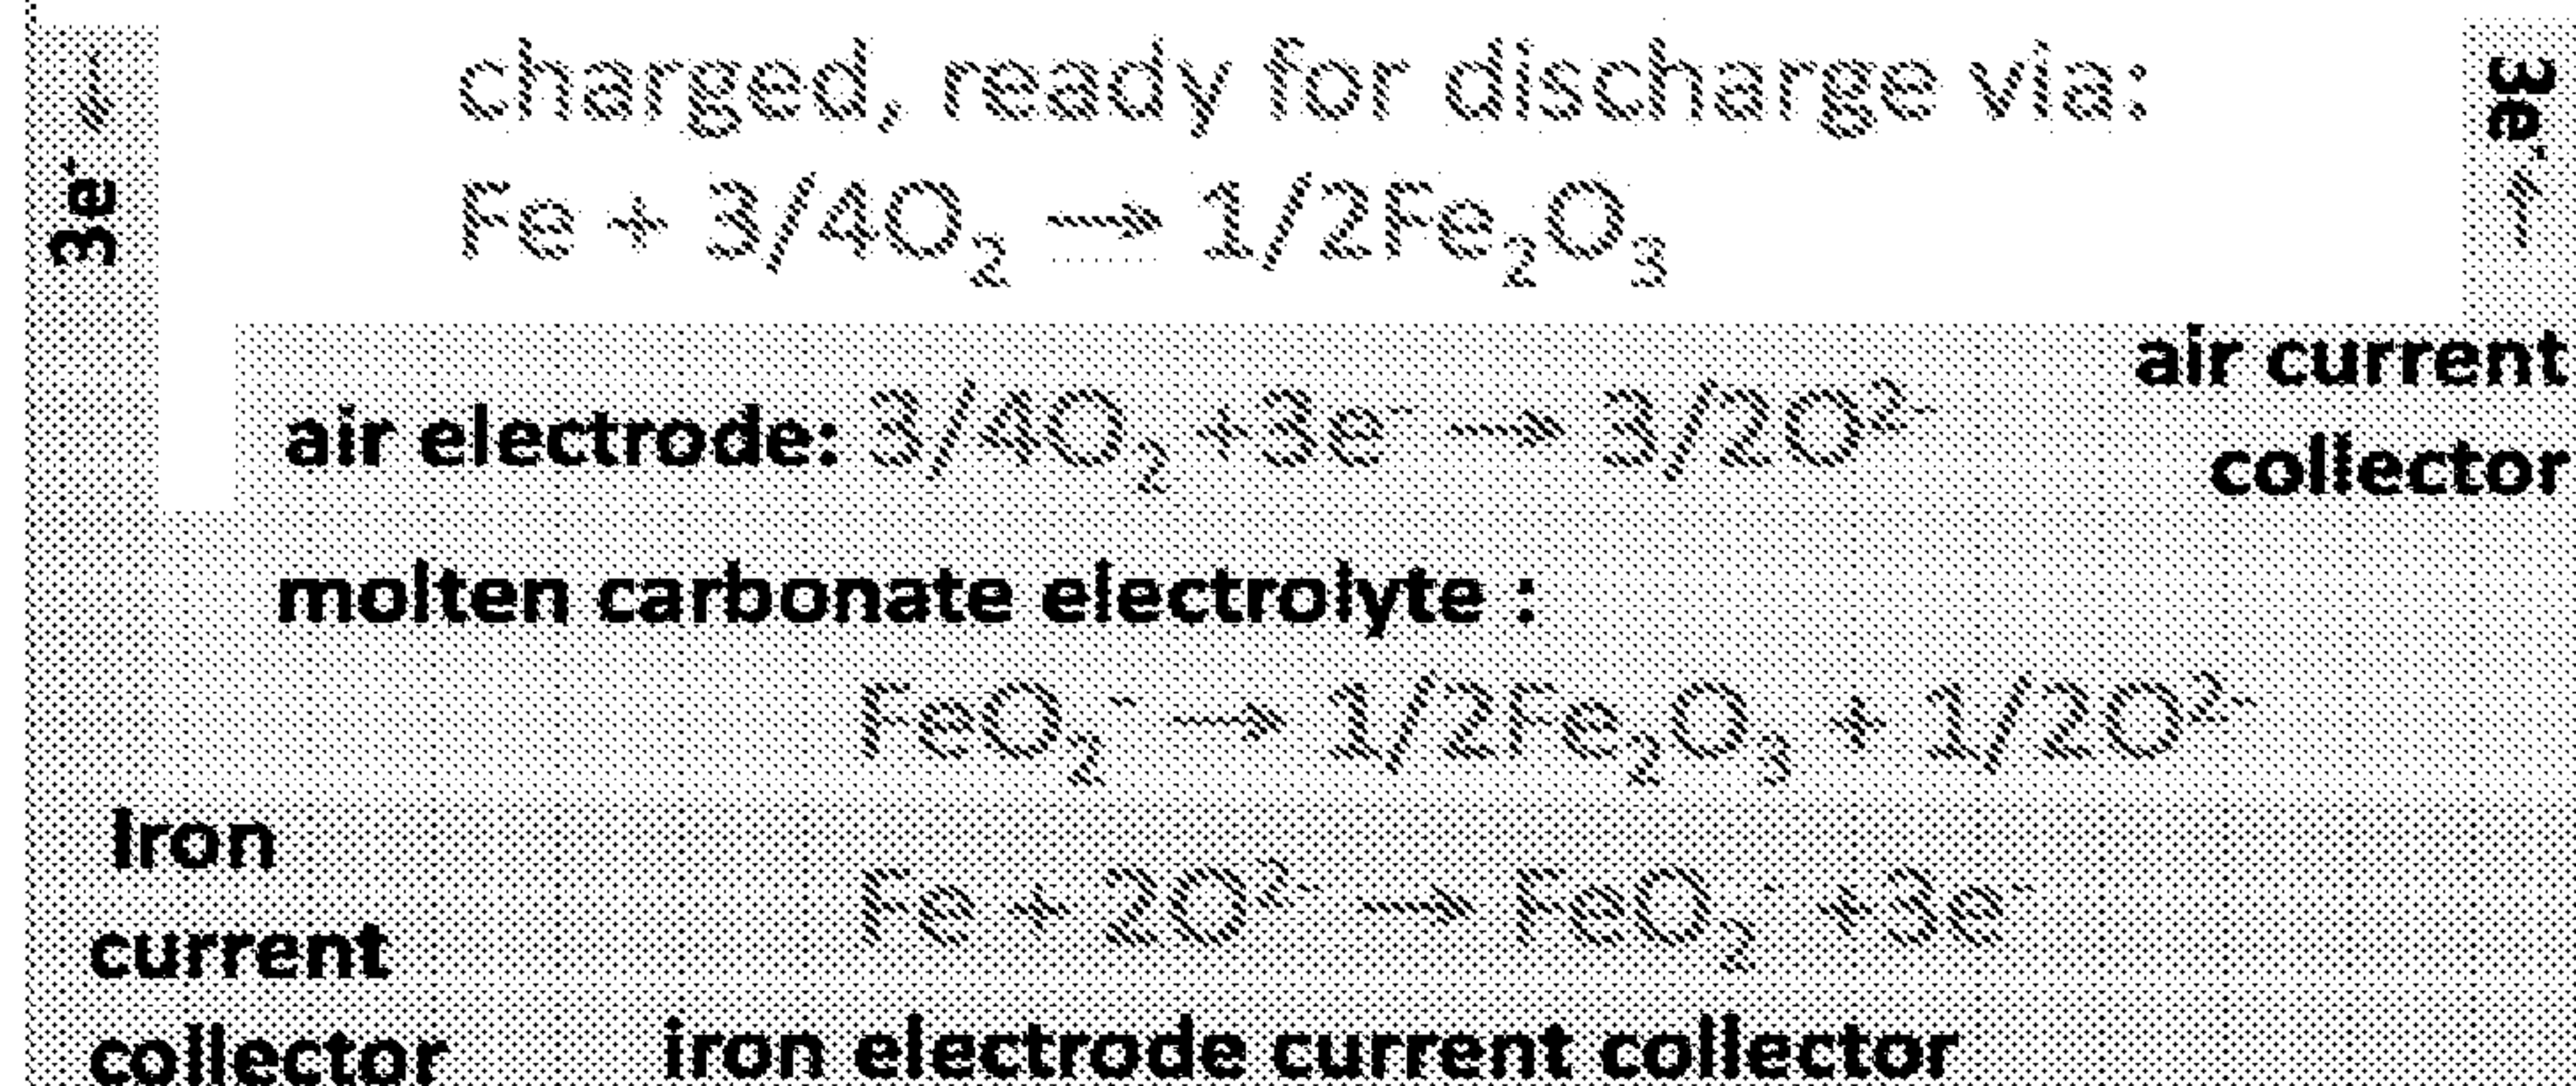 3e⁻ →
charged, ready for discharge via:
3e⁻ →
Fe + 3/4O₂ → 1/2Fe₂O₃
air current
collector
air electrode: 3/4O₂ +3e⁻ → 3/2O²⁻
molten carbonate electrolyte :
FeO₂⁻ → 1/2Fe₂O₃ + 1/2O²⁻
Iron
current
collector
Fe + 2O²⁻ → FeO₂⁻ +3e⁻
iron electrode current collector